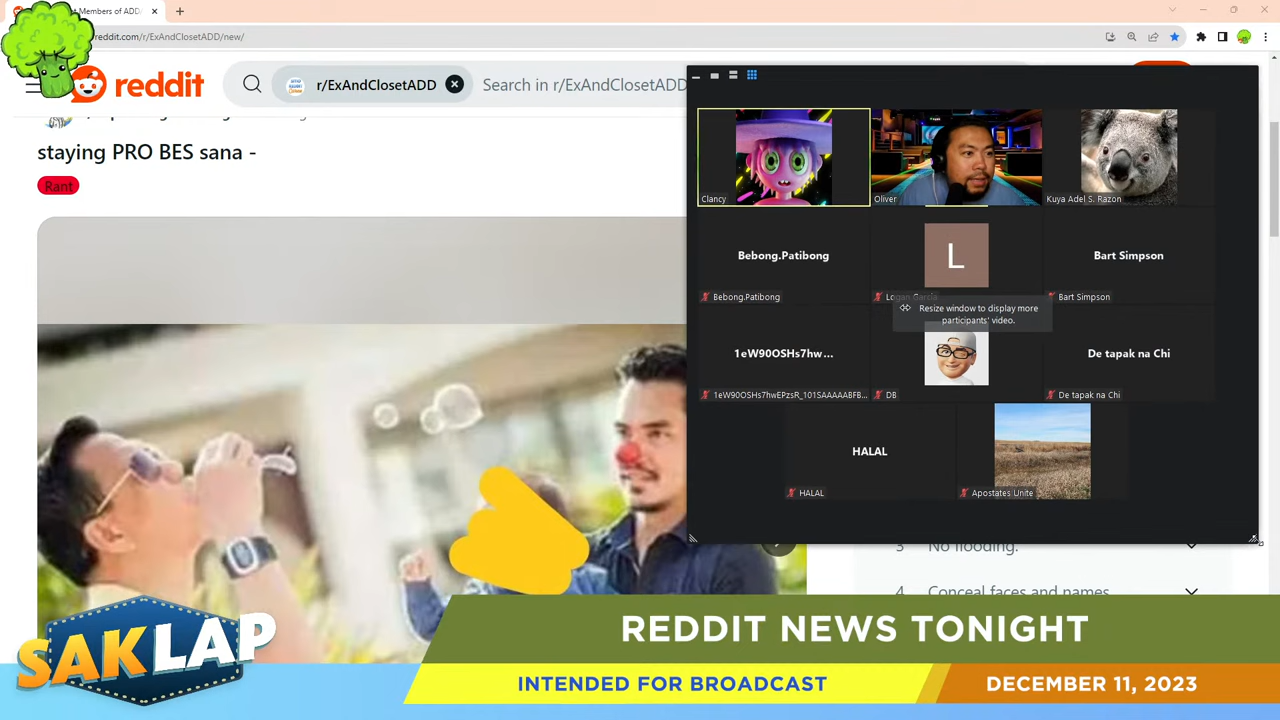 t Members of ADD/
reddit.com/r/ExAndClosetADD/new/
reddit
r/ExAndClosetADD
Search in r/ExAndClosetADD
staying PRO BES sana -
Rant
Clancy
Oliver
Kuya Adel S. Razon
Bebong.Patibong
L
Bart Simpson
Bebong.Patibong
Logan Garcia
Bart Simpson
Resize window to display more
participants' video.
1eW90OSHs7hw...
De tapak na Chi
1eW90OSHs7hwEPzsR_101SAAAAABFB...
DB
De tapak na Chi
HALAL
HALAL
Apostates Unite
3 No flooding.
4 Conceal faces and names
SAKLAP
REDDIT NEWS TONIGHT
INTENDED FOR BROADCAST
DECEMBER 11, 2023